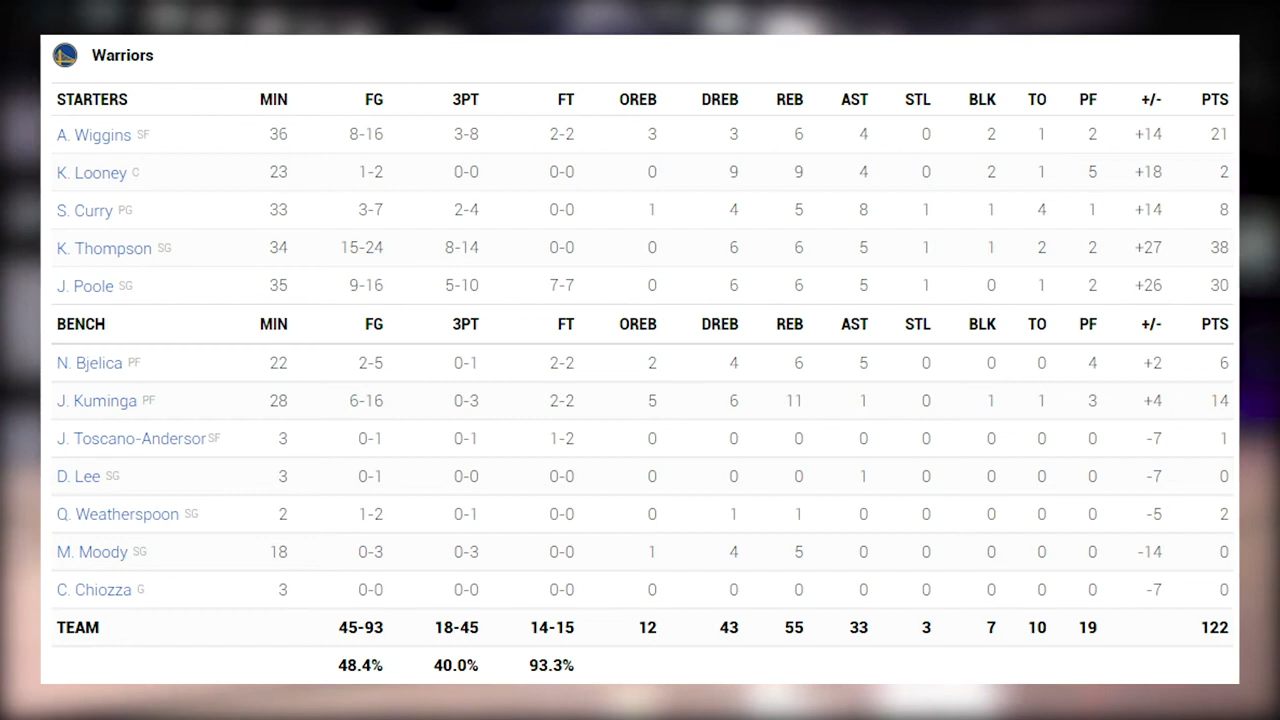 Warriors
STARTERS MIN FG 3PT FT OREB DREB REB AST STL BLK TO PF +/- PTS
A. Wiggins SF 36 8-16 3-8 2-2 3 3 6 4 0 2 1 2 +14 21
K. Looney C 23 1-2 0-0 0-0 0 9 9 4 0 2 1 5 +18 2
S. Curry PG 33 3-7 2-4 0-0 1 4 5 8 1 1 4 1 +14 8
K. Thompson SG 34 15-24 8-14 0-0 0 6 6 5 1 1 2 2 +27 38
J. Poole SG 35 9-16 5-10 7-7 0 6 6 5 1 0 1 2 +26 30
BENCH MIN FG 3PT FT OREB DREB REB AST STL BLK TO PF +/- PTS
N. Bjelica PF 22 2-5 0-1 2-2 2 4 6 5 0 0 0 4 +2 6
J. Kuminga PF 28 6-16 0-3 2-2 5 6 11 1 0 1 1 3 +4 14
J. Toscano-Andersor SF 3 0-1 0-1 1-2 0 0 0 0 0 0 0 0 -7 1
D. Lee SG 3 0-1 0-0 0-0 0 0 0 1 0 0 0 0 -7 0
Q. Weatherspoon SG 2 1-2 0-1 0-0 0 1 1 0 0 0 0 0 -5 2
M. Moody SG 18 0-3 0-3 0-0 1 4 5 0 0 0 0 0 -14 0
C. Chiozza G 3 0-0 0-0 0-0 0 0 0 0 0 0 0 0 -7 0
TEAM 45-93 18-45 14-15 12 43 55 33 3 7 10 19 122
48.4% 40.0% 93.3%